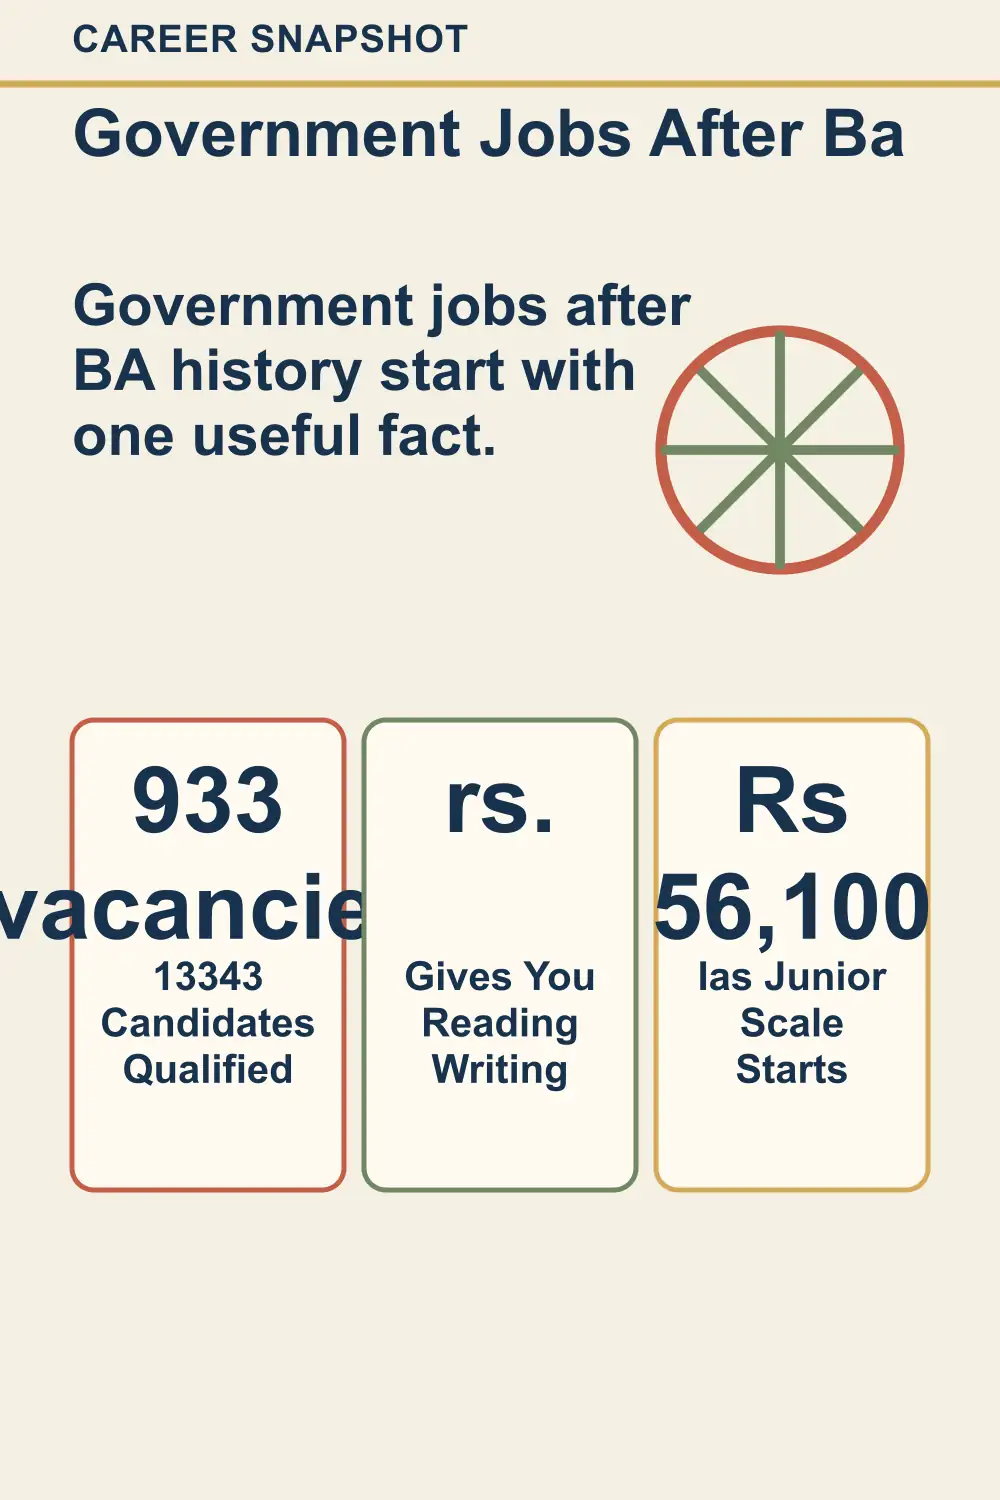 CAREER SNAPSHOT
Government Jobs After Ba
Government jobs after
BA history start with
one useful fact.
933
vacancie
13343
Candidates
Qualified
rs.
Gives You
Reading
Writing
Rs
56,100
Ias Junior
Scale
Starts